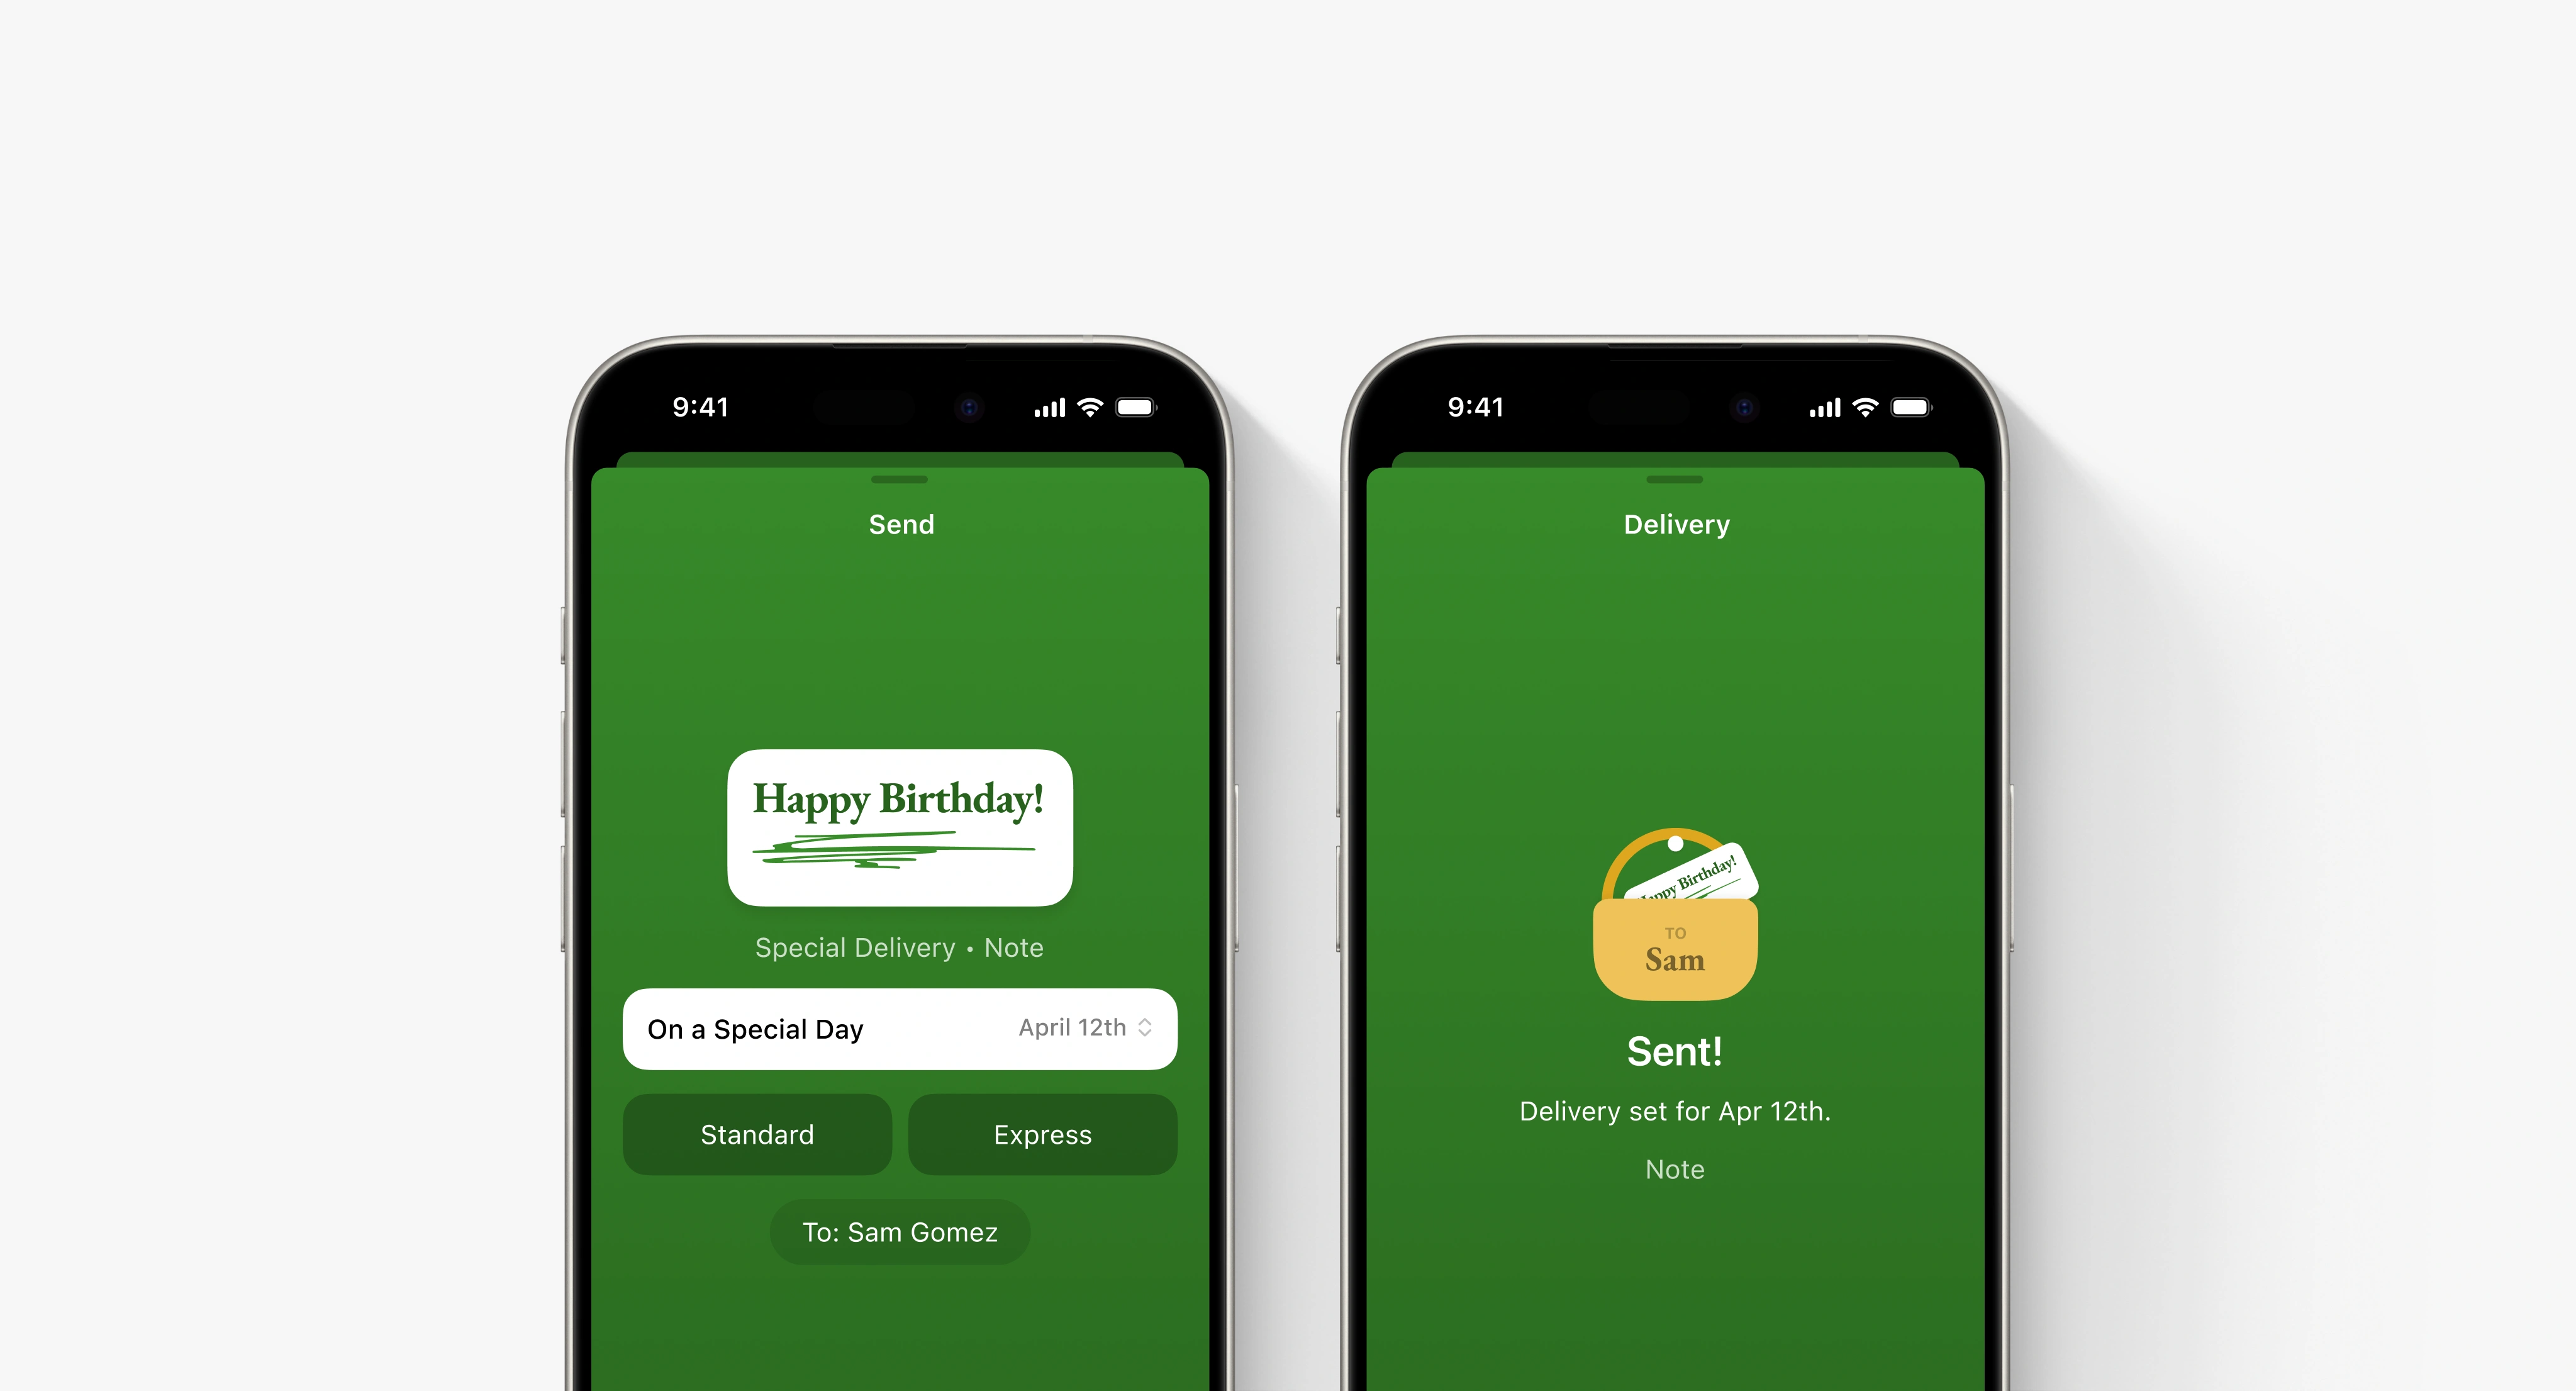 9:41
Send
Happy Birthday!
Special Delivery • Note
On a Special Day
April 12th
Standard
Express
To: Sam Gomez
9:41
Delivery
Happy Birthday!
TO
Sam
Sent!
Delivery set for Apr 12th.
Note